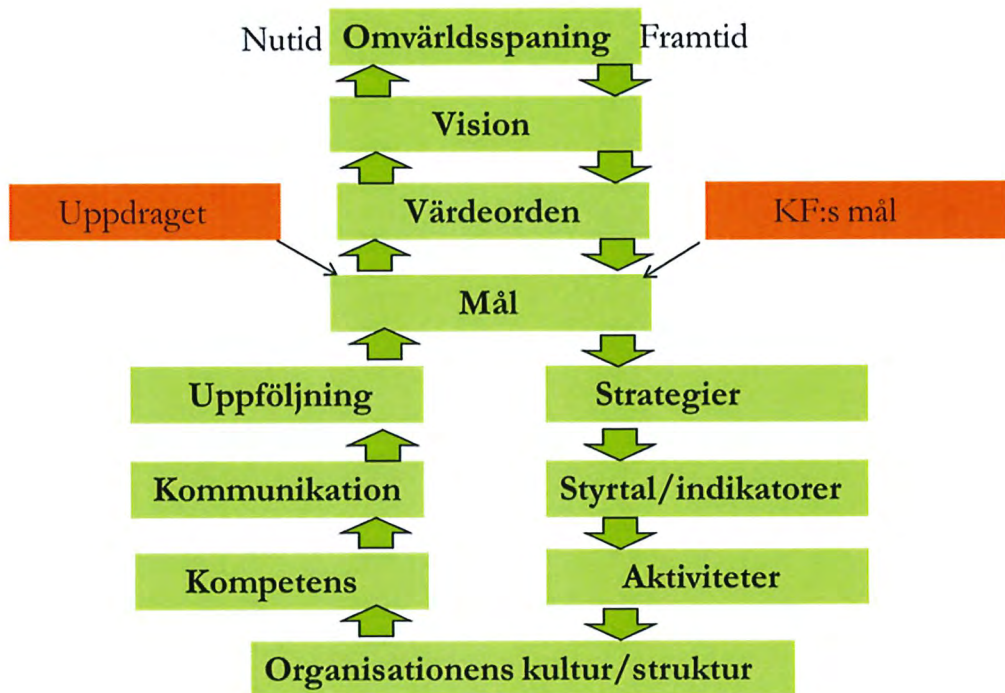 Nutid Omvärldsspaning Framtid
Vision
Uppdraget
Värdeorden
KF:s mål
Mål
Uppföljning
Strategier
Kommunikation
Styrtal/indikatorer
Kompetens
Aktiviteter
Organisationens kultur/struktur